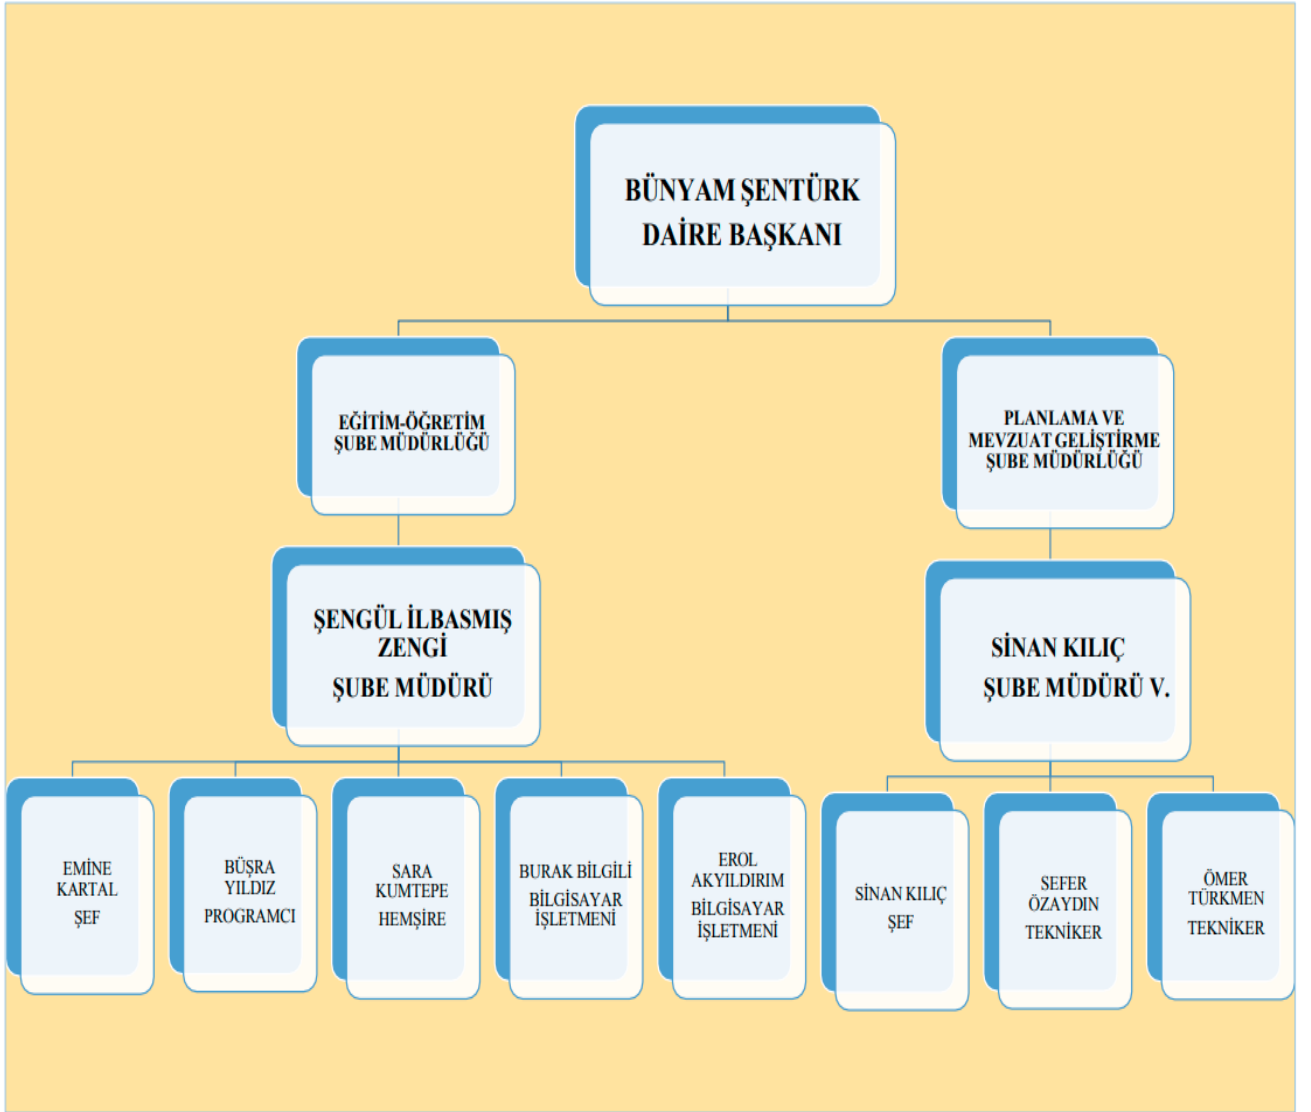 BÜNYAM ŞENTÜRK
DAİRE BAŞKANI
EĞİTİM-ÖĞRETİM
ŞUBE MÜDÜRLÜĞÜ
PLANLAMA VE
MEVZUAT GELİŞTİRME
ŞUBE MÜDÜRLÜĞÜ
ŞENGÜL İLBASMIŞ
ZENGİ
ŞUBE MÜDÜRÜ
SİNAN KILIÇ
ŞUBE MÜDÜRÜ V.
EMİNE
KARTAL
ŞEF
BÜŞRA
YILDIZ
PROGRAMCI
SARA
KUMTEPE
HEMŞİRE
BURAK BİLGİLİ
BİLGİSAYAR
İŞLETMENİ
EROL
AKYILDIRIM
BİLGİSAYAR
İŞLETMENİ
SİNAN KILIÇ
ŞEF
SEFER
ÖZAYDIN
TEKNİKER
ÖMER
TÜRKMEN
TEKNİKER